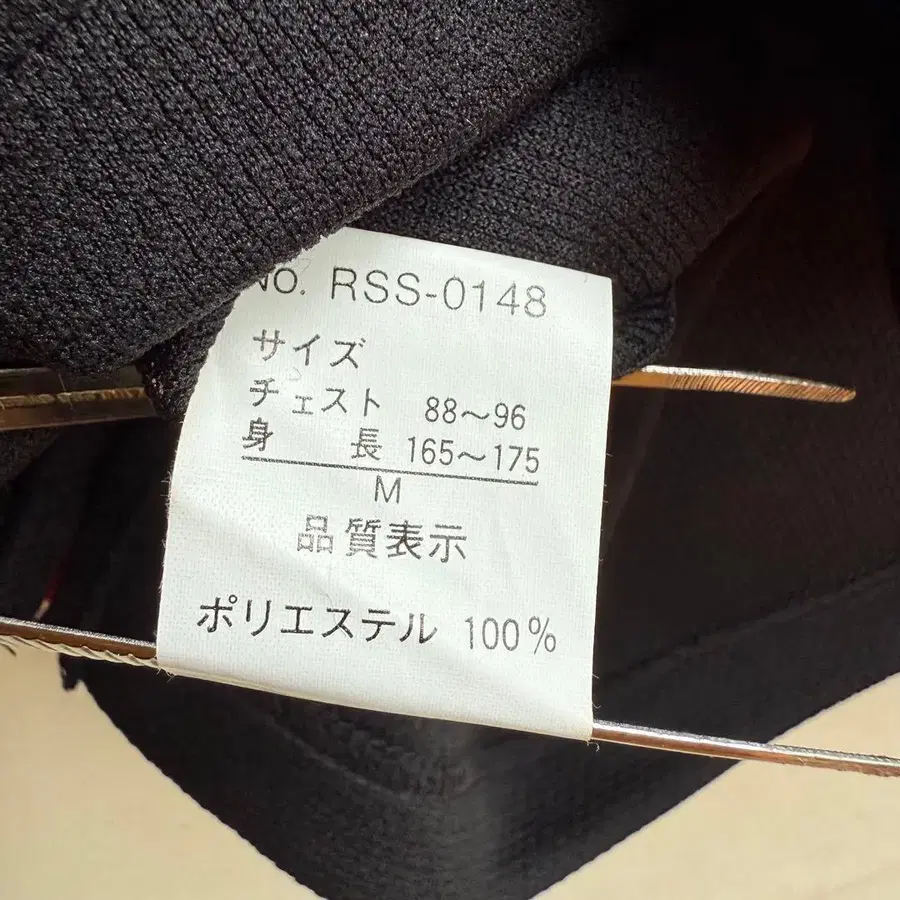 NO. RSS-0148
サイズ
チェスト 88～96
身長 165～175
M
品質表示
ポリエステル 100%